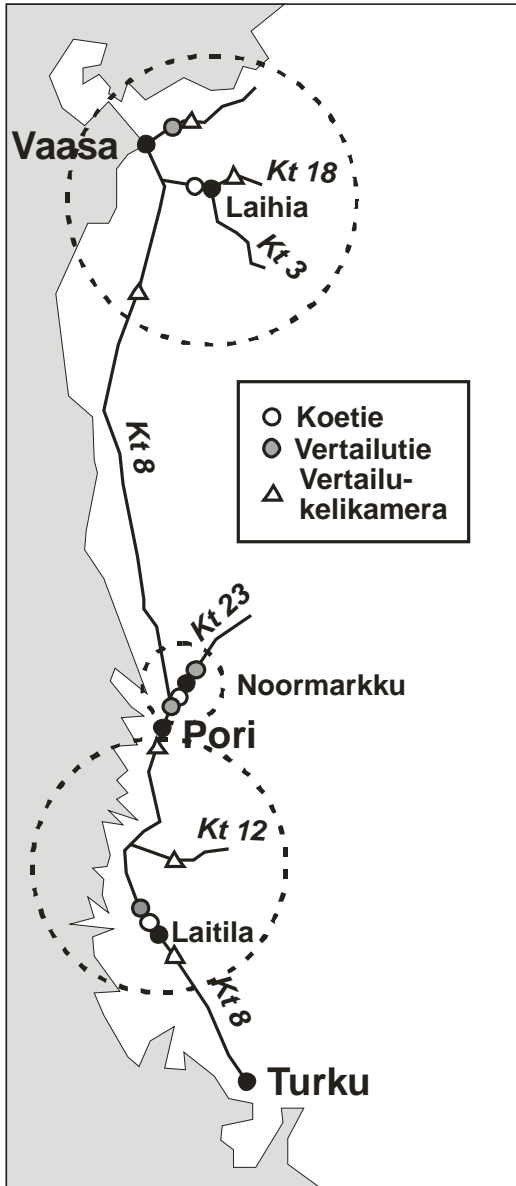 Vaasa
Kt 18
Laihia
Kt 3
Kt 8
Koetie
Vertailutie
Vertailu-
kelikamera
Kt 23
Noormarkku
Pori
Kt 12
Laitila
Kt 8
Turku